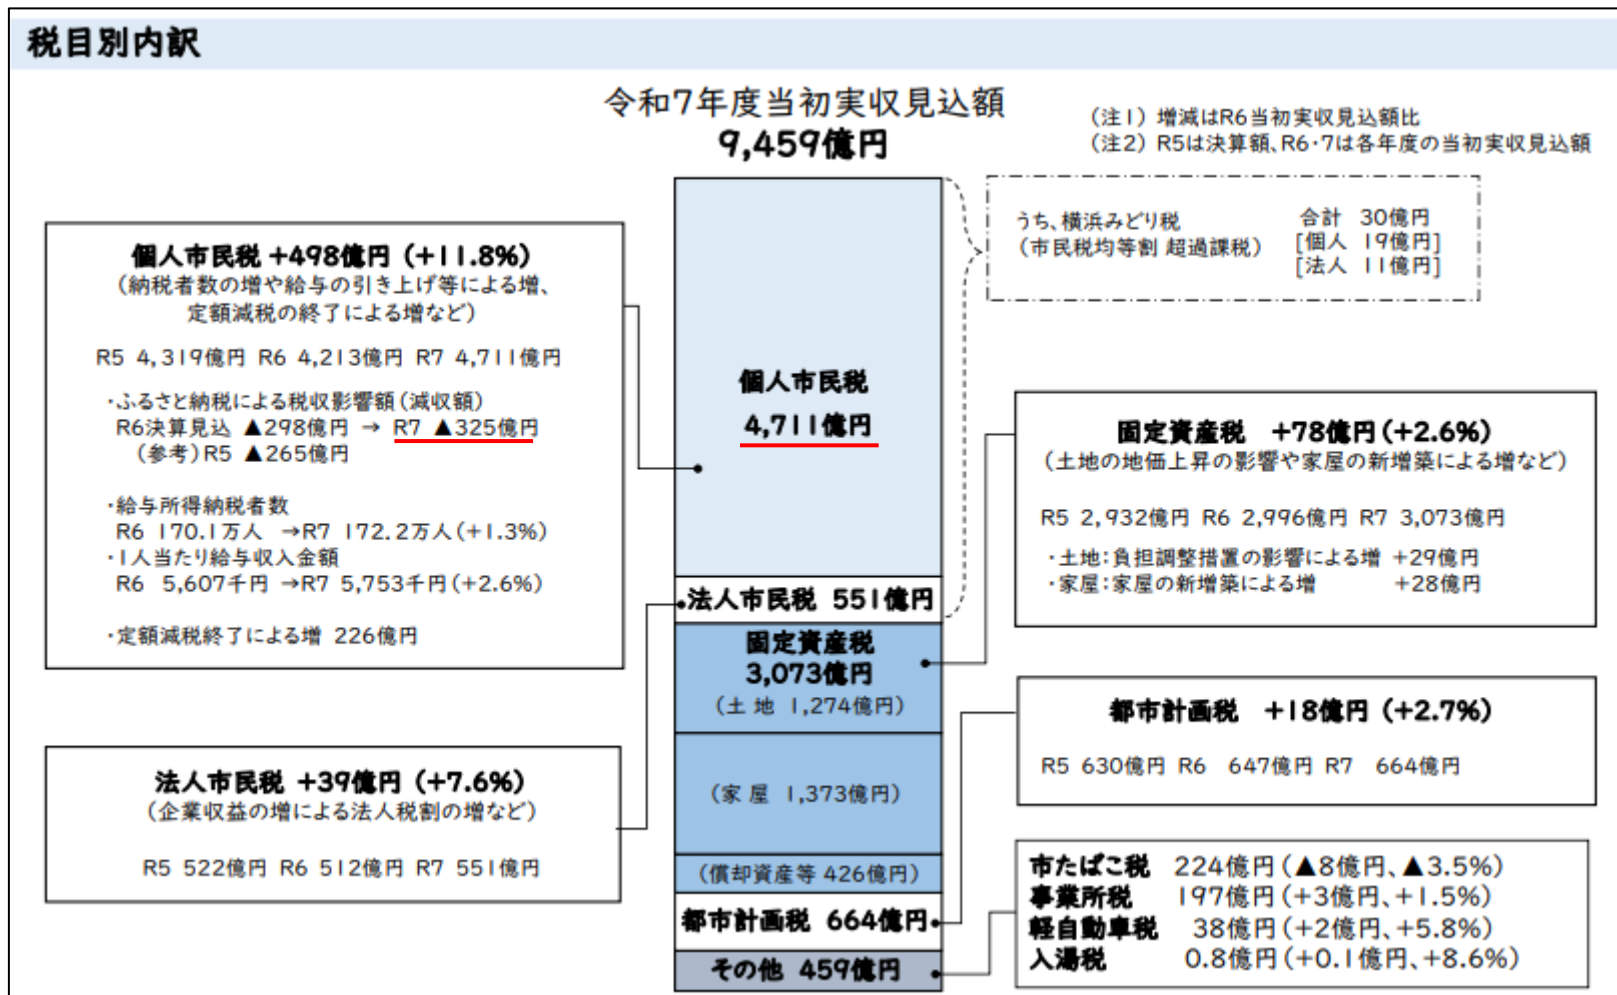 税目別内訳
令和7年度当初実収見込額
9,459億円
(注1) 増減はR6当初実収見込額比
(注2) R5は決算額、R6・7は各年度の当初実収見込額
うち、横浜みどり税 合計 30億円
(市民税均等割 超過課税) [個人 19億円]
[法人 11億円]
個人市民税 +498億円 (+11.8%)
(納税者数の増や給与の引き上げ等による増、
定額減税の終了による増など)
R5 4,319億円 R6 4,213億円 R7 4,711億円
・ふるさと納税による税収影響額(減収額)
R6決算見込 ▲298億円 → R7 ▲325億円
(参考)R5 ▲265億円
・給与所得納税者数
R6 170.1万人 →R7 172.2万人(+1.3%)
・1人当たり給与収入金額
R6 5,607千円 →R7 5,753千円(+2.6%)
・定額減税終了による増 226億円
法人市民税 +39億円 (+7.6%)
(企業収益の増による法人税割の増など)
R5 522億円 R6 512億円 R7 551億円
個人市民税
4,711億円
法人市民税 551億円
固定資産税
3,073億円
(土 地 1,274億円)
(家 屋 1,373億円)
(償却資産等 426億円)
都市計画税 664億円
その他 459億円
固定資産税 +78億円(+2.6%)
(土地の地価上昇の影響や家屋の新増築による増など)
R5 2,932億円 R6 2,996億円 R7 3,073億円
・土地:負担調整措置の影響による増 +29億円
・家屋:家屋の新増築による増 +28億円
都市計画税 +18億円 (+2.7%)
R5 630億円 R6 647億円 R7 664億円
市たばこ税 224億円(▲8億円、▲3.5%)
事業所税 197億円(+3億円、+1.5%)
軽自動車税 38億円(+2億円、+5.8%)
入湯税 0.8億円(+0.1億円、+8.6%)